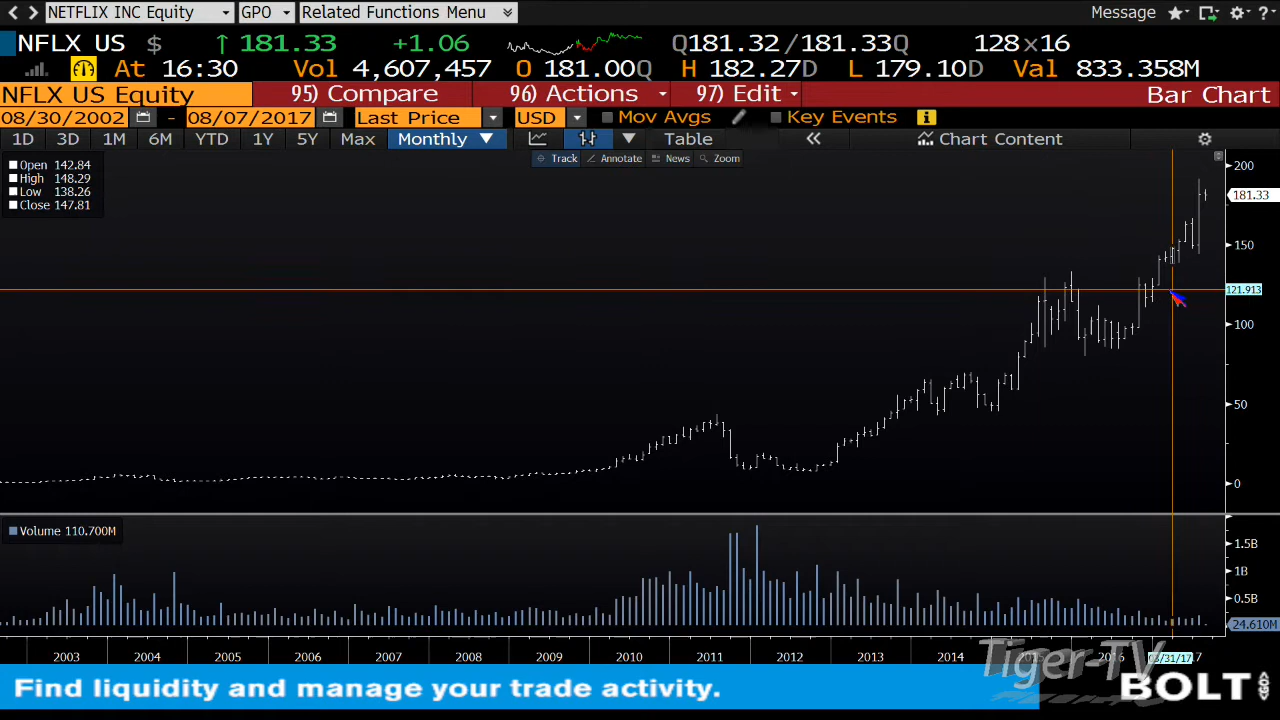 NETFLIX INC Equity GPO Related Functions Menu Message ?
NFLX US $ ↑ 181.33 +1.06 Q181.32 /181.33Q 128×16
At 16:30 Vol 4,607,457 O 181.00Q H 182.27D L 179.10D Val 833.358M
NFLX US Equity 95) Compare 96) Actions 97) Edit Bar Chart
08/30/2002 - 08/07/2017 Last Price USD Mov Avgs Key Events
1D 3D 1M 6M YTD 1Y 5Y Max Monthly ▼ Table « Chart Content
Track Annotate News Zoom
Open 142.84
High 148.29
Low 138.26
Close 147.81
200
181.33
150
121.913
100
50
0
Volume 110.700M
1.5B
1B
0.5B
24.610M
2003 2004 2005 2006 2007 2008 2009 2010 2011 2012 2013 2014 2015 2016 17
Tiger-TV
Find liquidity and manage your trade activity.
BOLT